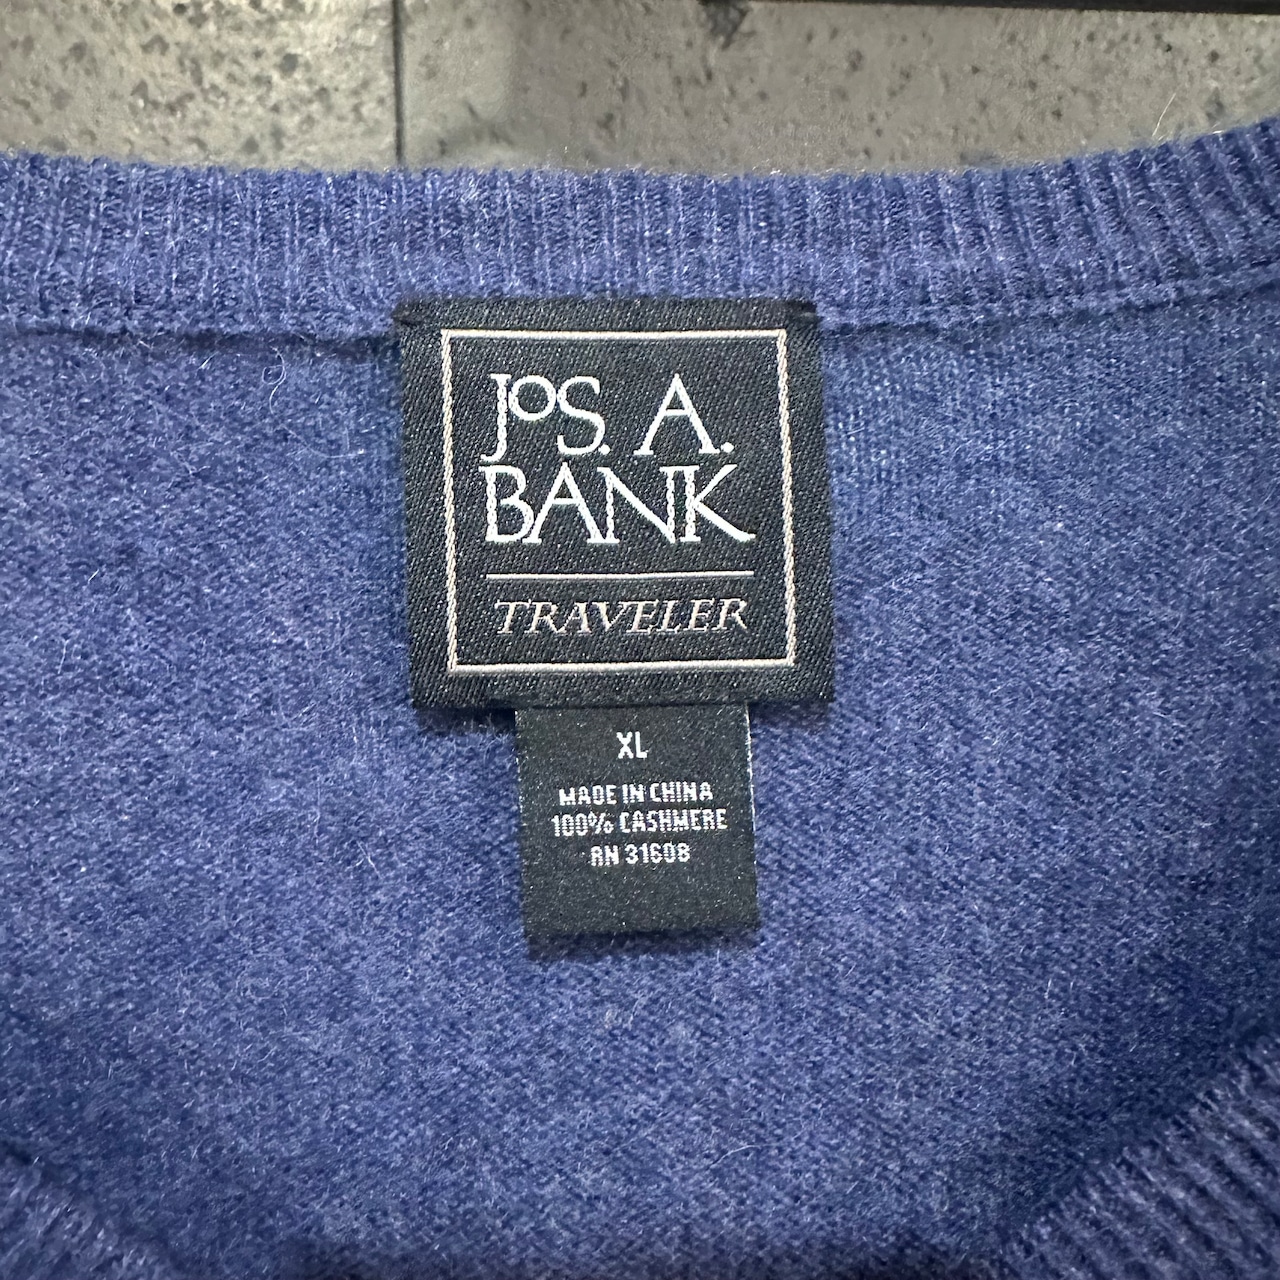 JOS. A.
BANK
TRAVELER
XL
MADE IN CHINA
100% CASHMERE
RN 31608